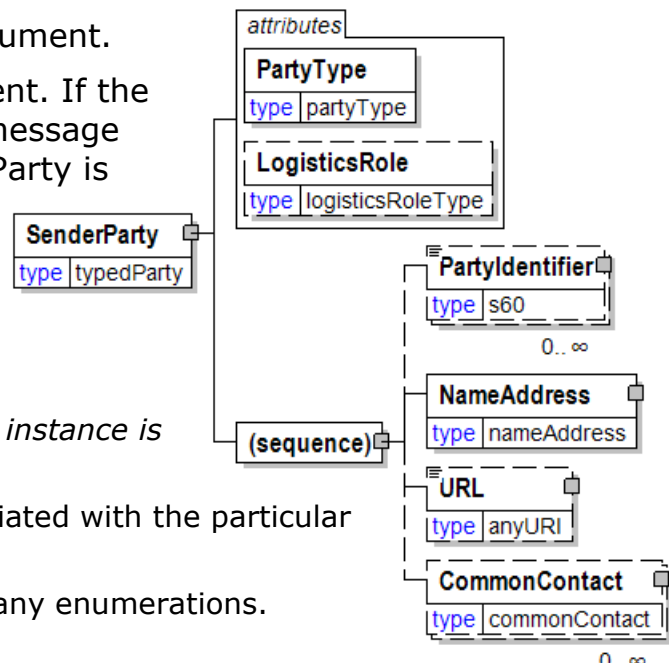 ument.
ent. If the
nessage
Party is
instance is
iated with the particular
any enumerations.
attributes
PartyType
type partyType
LogisticsRole
type logisticsRoleType
SenderParty
type typedParty
(sequence)
PartyIdentifier
type s60
0.. ∞
NameAddress
type nameAddress
URL
type anyURI
CommonContact
type commonContact
0.. ∞